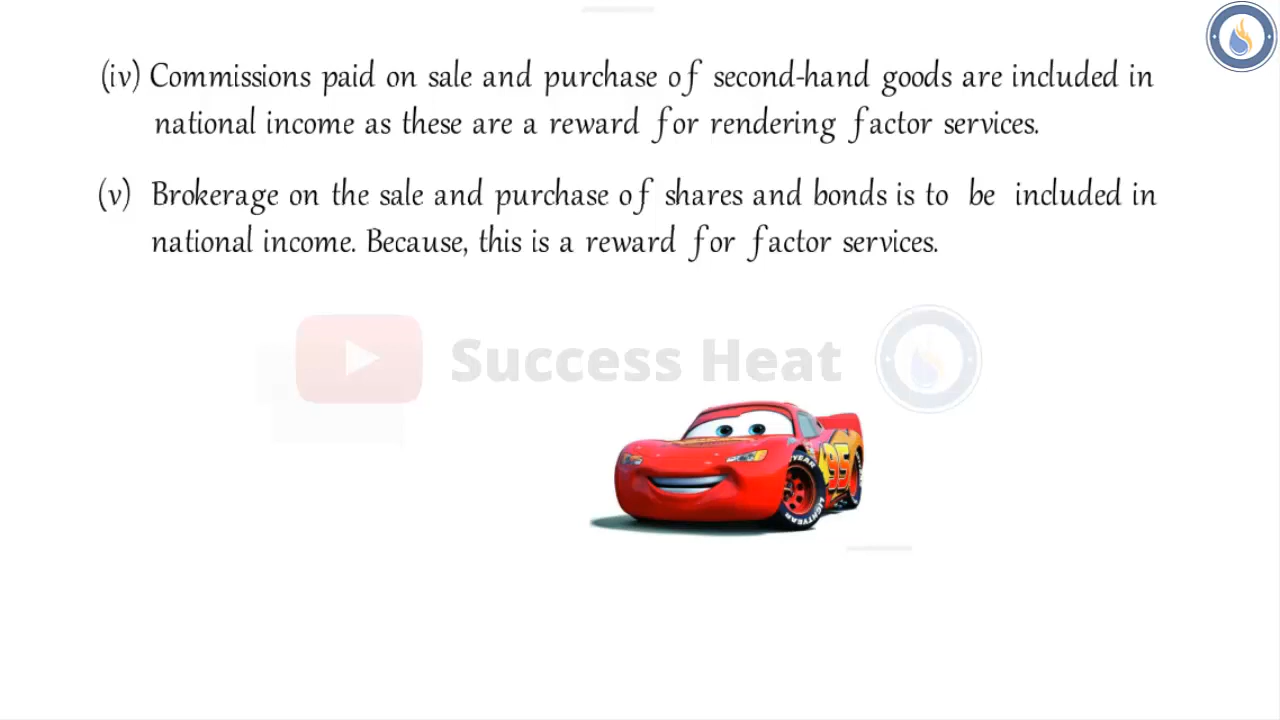 (iv) Commissions paid on sale and purchase of second-hand goods are included in
national income as these are a reward for rendering factor services.
(v) Brokerage on the sale and purchase of shares and bonds is to be included in
national income. Because, this is a reward for factor services.
Success Heat
95
LIGHTYEAR